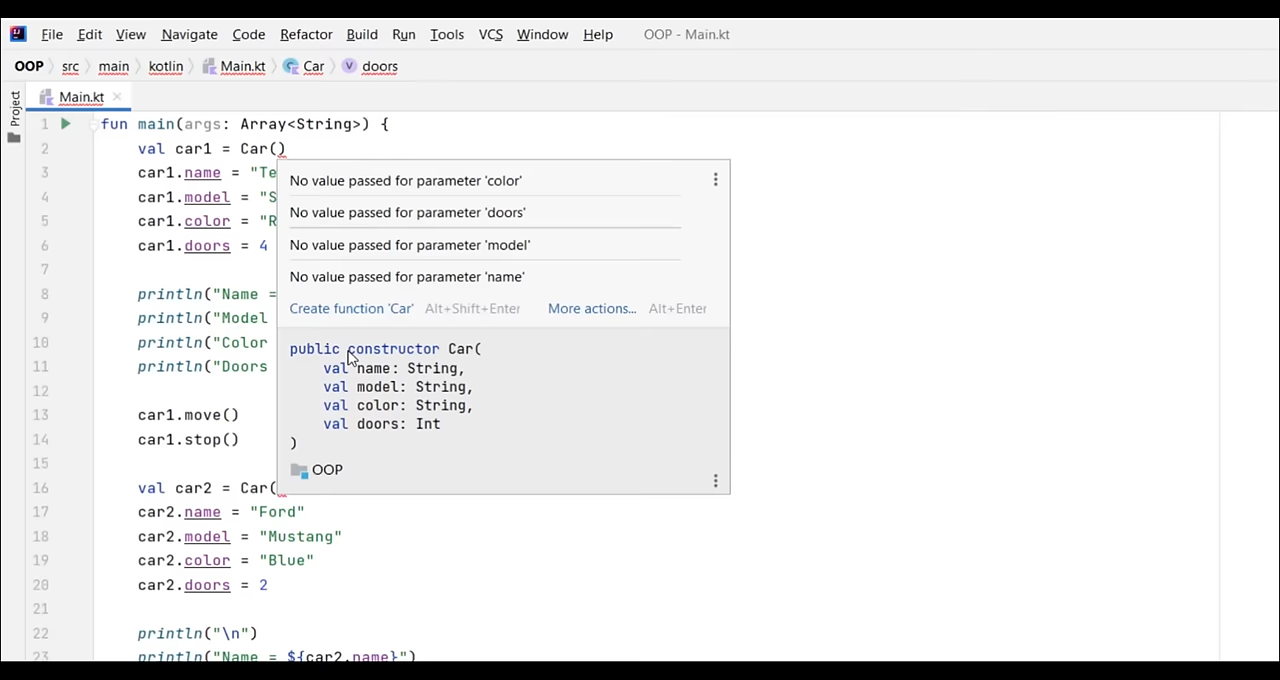 File Edit View Navigate Code Refactor Build Run Tools VCS Window Help OOP - Main.kt
OOP src main kotlin Main.kt Car doors
Project
Main.kt
1 fun main(args: Array<String>) {
2 val car1 = Car()
3 car1.name = "Te
4 car1.model = "S
5 car1.color = "R
6 car1.doors = 4
7
8 println("Name =
9 println("Model
10 println("Color
11 println("Doors
12
13 car1.move()
14 car1.stop()
15
16 val car2 = Car(
17 car2.name = "Ford"
18 car2.model = "Mustang"
19 car2.color = "Blue"
20 car2.doors = 2
21
22 println("\n")
23 println("Name = ${car2.name}")
No value passed for parameter 'color'
No value passed for parameter 'doors'
No value passed for parameter 'model'
No value passed for parameter 'name'
Create function 'Car' Alt+Shift+Enter More actions... Alt+Enter
public constructor Car(
val name: String,
val model: String,
val color: String,
val doors: Int
)
OOP